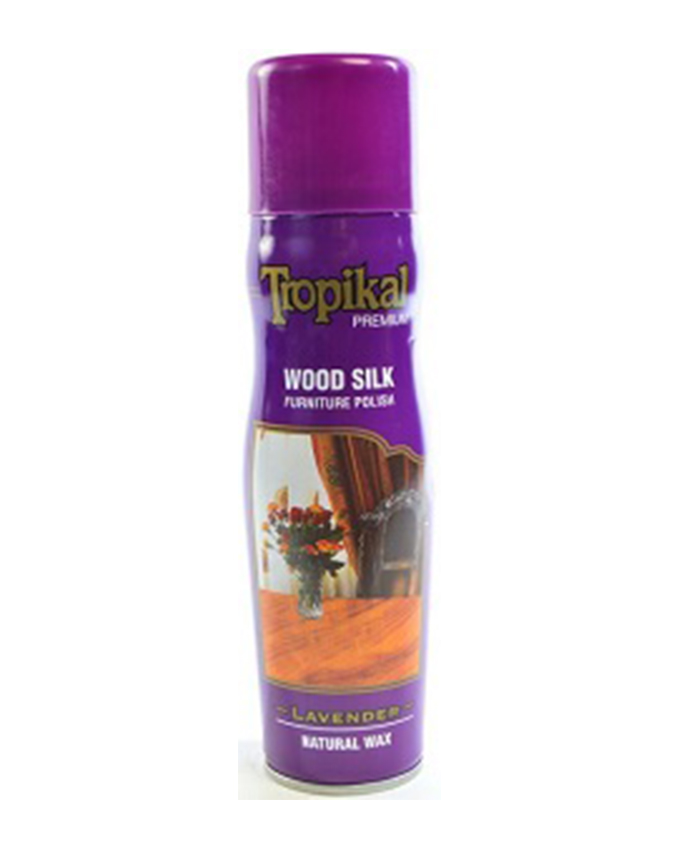 Tropikal
PREMIUM
WOOD SILK
FURNITURE POLISH
~ LAVENDER ~
NATURAL WAX